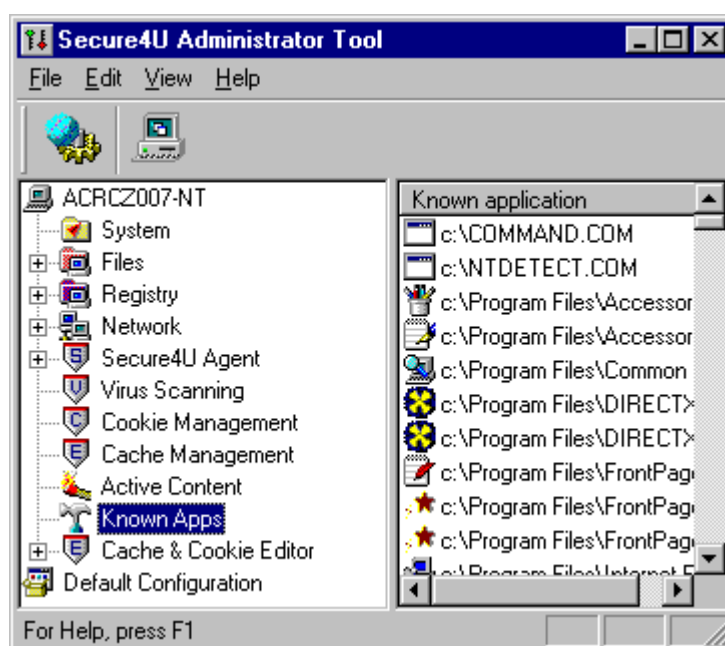 Secure4U Administrator Tool
File Edit View Help
ACRCZ007-NT
System
Files
Registry
Network
Secure4U Agent
Virus Scanning
Cookie Management
Cache Management
Active Content
Known Apps
Cache & Cookie Editor
Default Configuration
Known application
c:\COMMAND.COM
c:\NTDETECT.COM
c:\Program Files\Accessor
c:\Program Files\Accessor
c:\Program Files\Common
c:\Program Files\DIRECTX
c:\Program Files\DIRECTX
c:\Program Files\FrontPag
c:\Program Files\FrontPag
c:\Program Files\FrontPag
c:\Program Files\Internet E
For Help, press F1